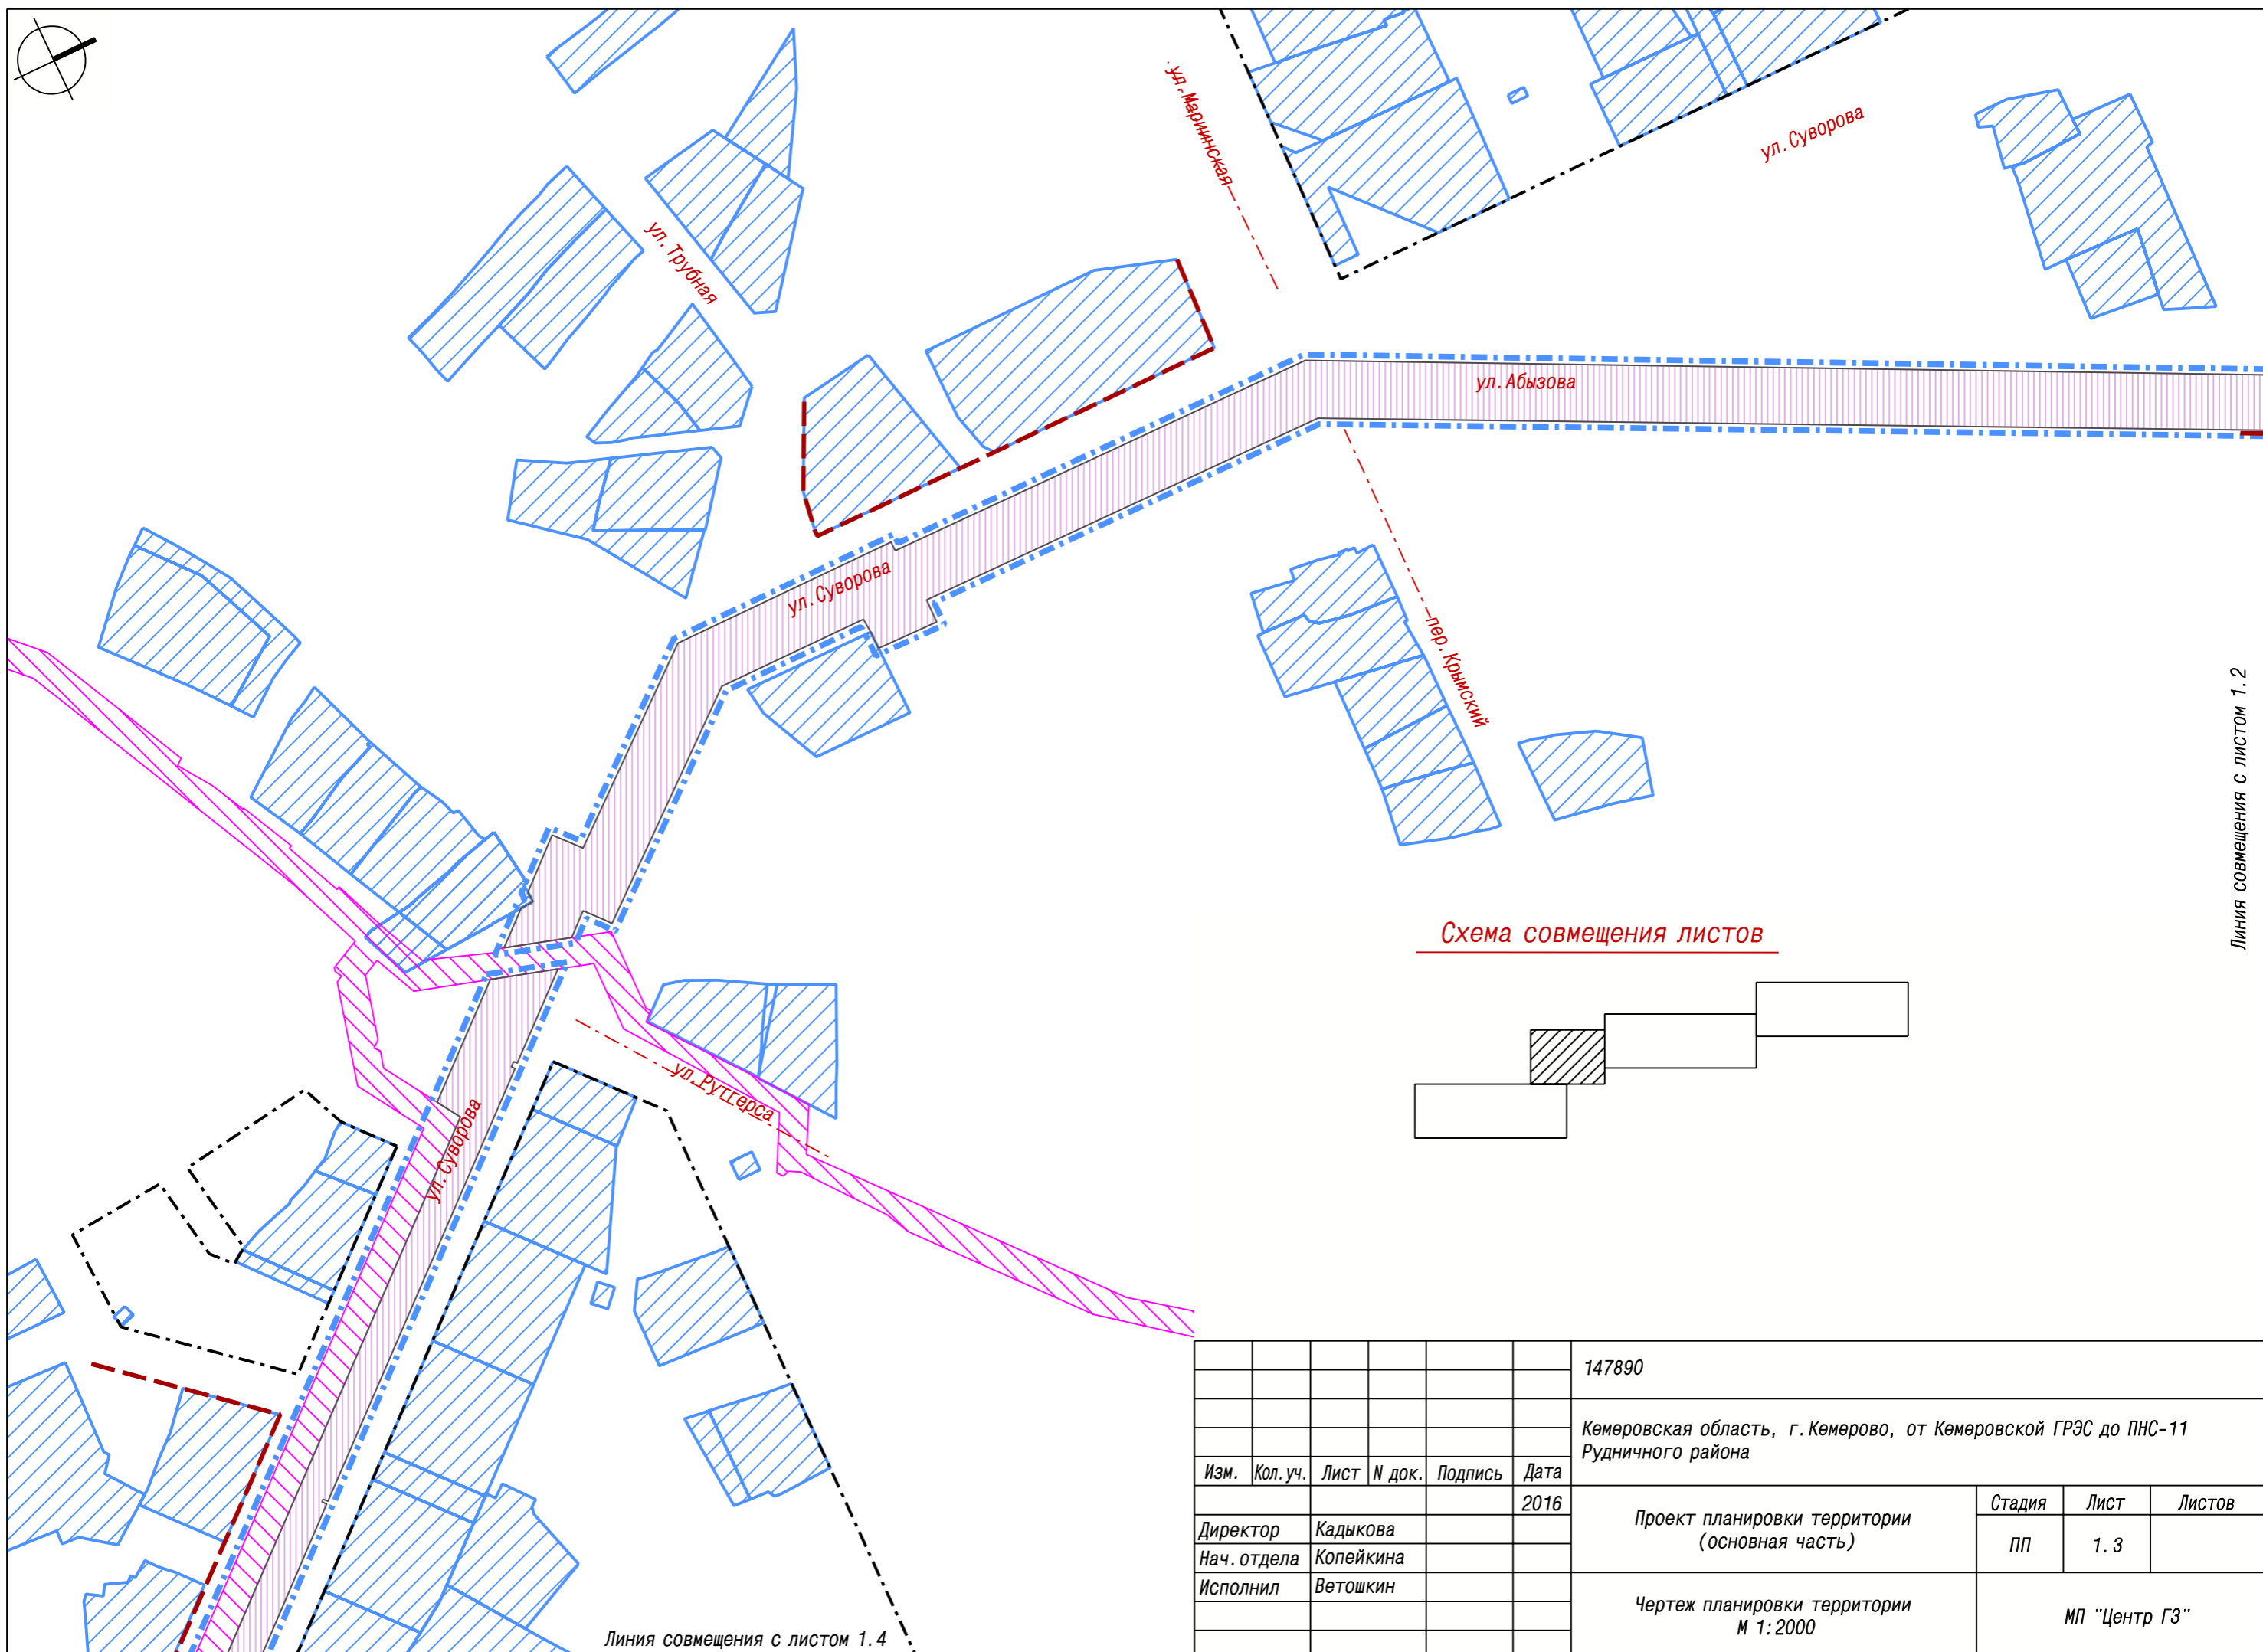 ул.Мариинская
ул.Суворова
ул.Трубная
ул.Абызова
ул.Суворова
пер.Крымский
Линия совмещения с листом 1.2
Схема совмещения листов
ул.Рутгерса
ул.Суворова
Линия совмещения с листом 1.4
147890
Кемеровская область, г.Кемерово, от Кемеровской ГРЭС до ПНС-11
Рудничного района
Изм. Кол.уч. Лист N док. Подпись Дата
2016
Директор Кадыкова
Нач.отдела Копейкина
Исполнил Ветошкин
Проект планировки территории
(основная часть)
Стадия Лист Листов
ПП 1.3
Чертеж планировки территории
М 1:2000
МП "Центр ГЗ"